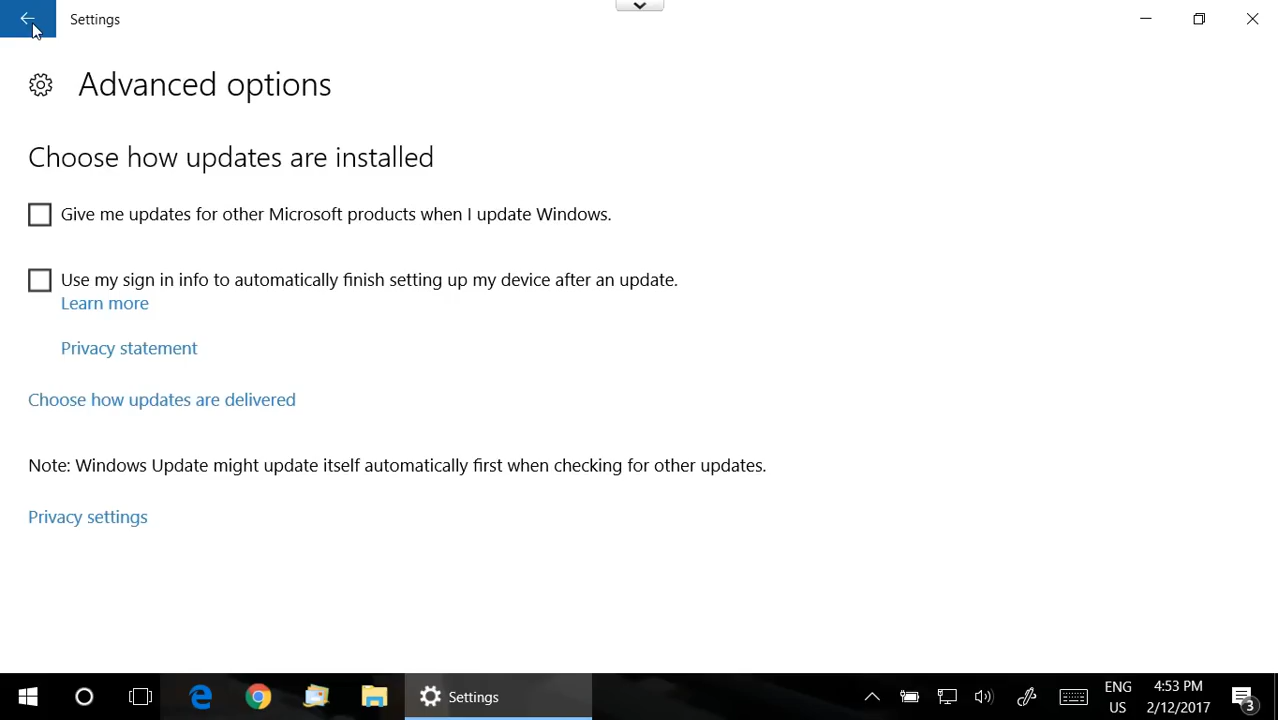 Settings
Advanced options
Choose how updates are installed
Give me updates for other Microsoft products when I update Windows.
Use my sign in info to automatically finish setting up my device after an update.
Learn more
Privacy statement
Choose how updates are delivered
Note: Windows Update might update itself automatically first when checking for other updates.
Privacy settings
Settings
ENG
US
4:53 PM
2/12/2017
3